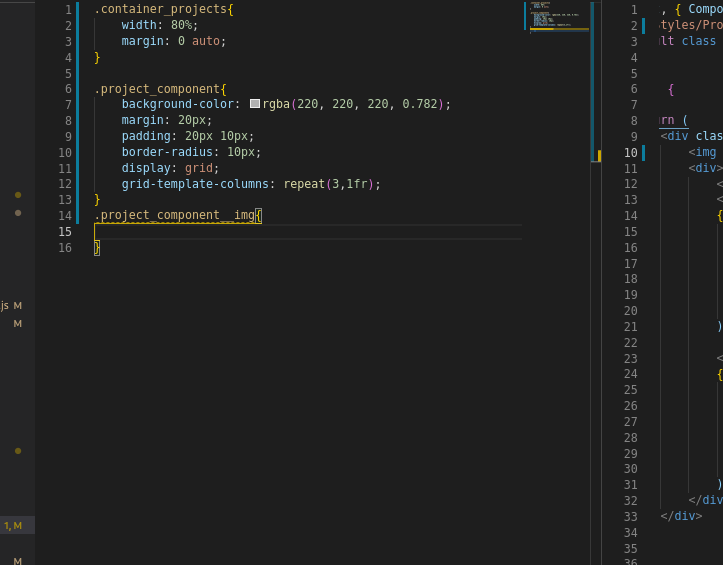 1 .container_projects{
2 width: 80%;
3 margin: 0 auto;
4 }
5
6 .project_component{
7 background-color: rgba(220, 220, 220, 0.782);
8 margin: 20px;
9 padding: 20px 10px;
10 border-radius: 10px;
11 display: grid;
12 grid-template-columns: repeat(3,1fr);
13 }
14 .project_component__img{
15
16 }
js M
M
1, M
M
1 , { Compo
2 tyles/Pro
3 lt class
4
5
6 {
7
8 rn (
9 <div clas
10 <img
11 <div>
12 <
13 <
14 {
15
16
17
18
19
20
21 )
22
23 <
24 {
25
26
27
28
29
30
31 )
32 </div
33 </div>
34
35
36